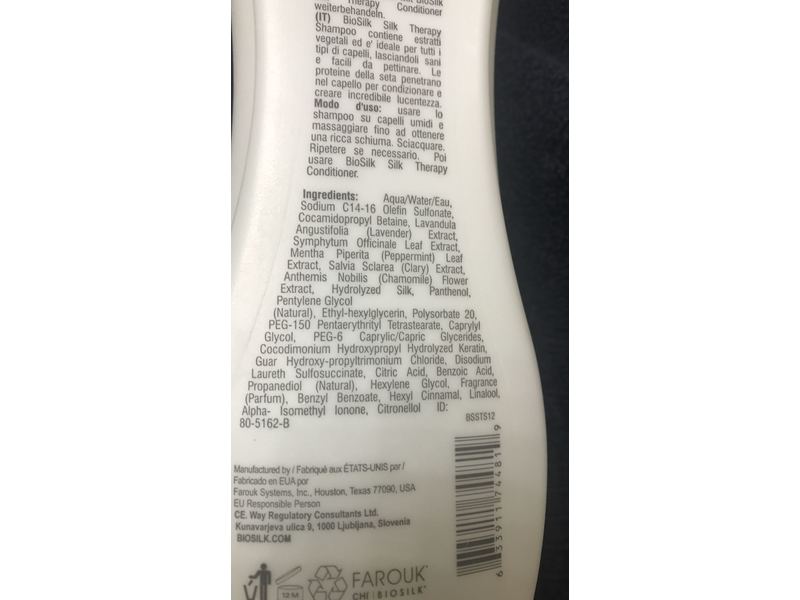 Therapy Conditioner
weiterbehandeln.
(IT) BioSilk Silk Therapy
Shampoo contiene estratti
vegetali ed e' ideale per tutti i
tipi di capelli, lasciandoli sani
e facili da pettinare. Le
proteine della seta penetrano
nel capello per condizionare e
creare incredibile lucentezza.
Modo d'uso: usare lo
shampoo su capelli umidi e
massaggiare fino ad ottenere
una ricca schiuma. Sciacquare.
Ripetere se necessario. Poi
usare BioSilk Silk Therapy
Conditioner.
Ingredients: Aqua/Water/Eau,
Sodium C14-16 Olefin Sulfonate,
Cocamidopropyl Betaine, Lavandula
Angustifolia (Lavender) Extract,
Symphytum Officinale Leaf Extract,
Mentha Piperita (Peppermint) Leaf
Extract, Salvia Sclarea (Clary) Extract,
Anthemis Nobilis (Chamomile) Flower
Extract, Hydrolyzed Silk, Panthenol,
Pentylene Glycol
(Natural), Ethyl-hexylglycerin, Polysorbate 20,
PEG-150 Pentaerythrityl Tetrastearate, Caprylyl
Glycol, PEG-6 Caprylic/Capric Glycerides,
Cocodimonium Hydroxypropyl Hydrolyzed Keratin,
Guar Hydroxy-propyltrimonium Chloride, Disodium
Laureth Sulfosuccinate, Citric Acid, Benzoic Acid,
Propanediol (Natural), Hexylene Glycol, Fragrance
(Parfum), Benzyl Benzoate, Hexyl Cinnamal, Linalool,
Alpha- Isomethyl Ionone, Citronellol ID:
80-5162-B
BSSTS12
6 33911 74481 9
Manufactured by / Fabriqué aux ÉTATS-UNIS par /
Fabricado en EUA por
Farouk Systems, Inc., Houston, Texas 77090, USA
EU Responsible Person
CE. Way Regulatory Consultants Ltd.
Kunavarjeva ulica 9, 1000 Ljubljana, Slovenia
BIOSILK.COM
12 M
FAROUK
CHI | BIOSILK